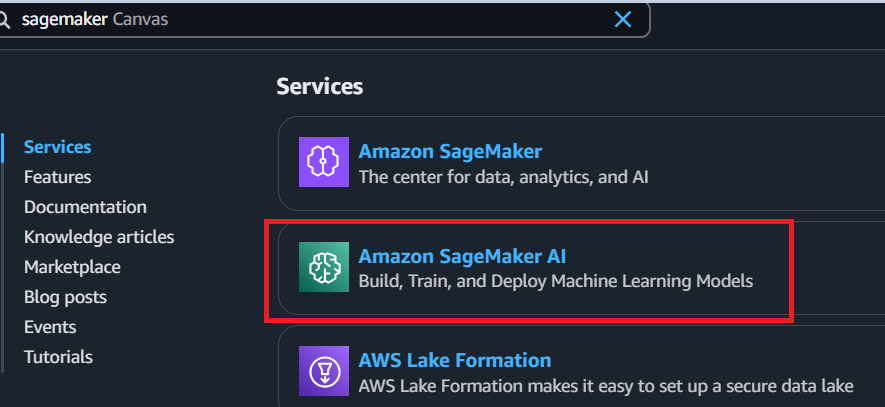 sagemaker Canvas
Services
Features
Documentation
Knowledge articles
Marketplace
Blog posts
Events
Tutorials
Services
Amazon SageMaker
The center for data, analytics, and AI
Amazon SageMaker AI
Build, Train, and Deploy Machine Learning Models
AWS Lake Formation
AWS Lake Formation makes it easy to set up a secure data lake